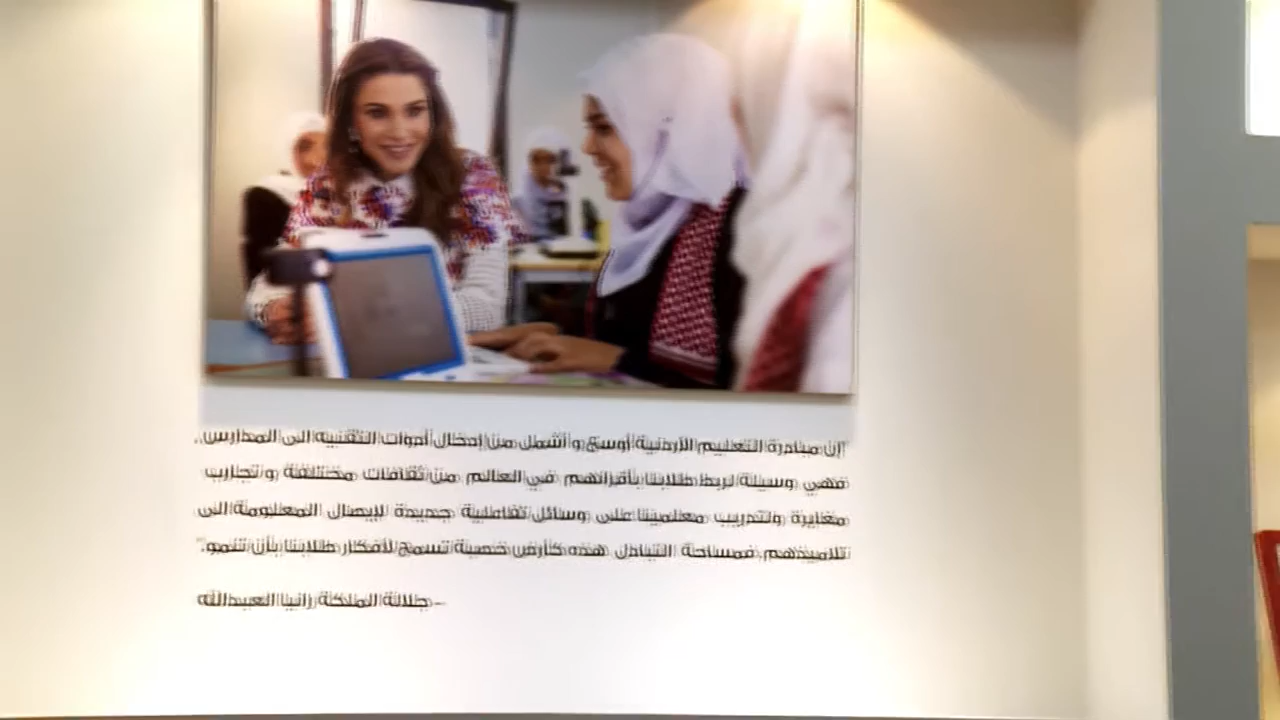 "إن مبادرة التعليم الأردنية أوسع وأشمل من إدخال أدوات التقنية الى المدارس،
فهي وسيلة لربط طلابنا بأقرانهم في العالم من ثقافات مختلفة وتجارب
مغايرة ولتدريب معلمينا على وسائل تفاعلية جديدة لإيصال المعلومة الى
تلاميذهم، فمساحة التبادل هذه كأرض خصبة تسمح لأفكار طلابنا بأن تنمو."
- جلالة الملكة رانيا العبدالله